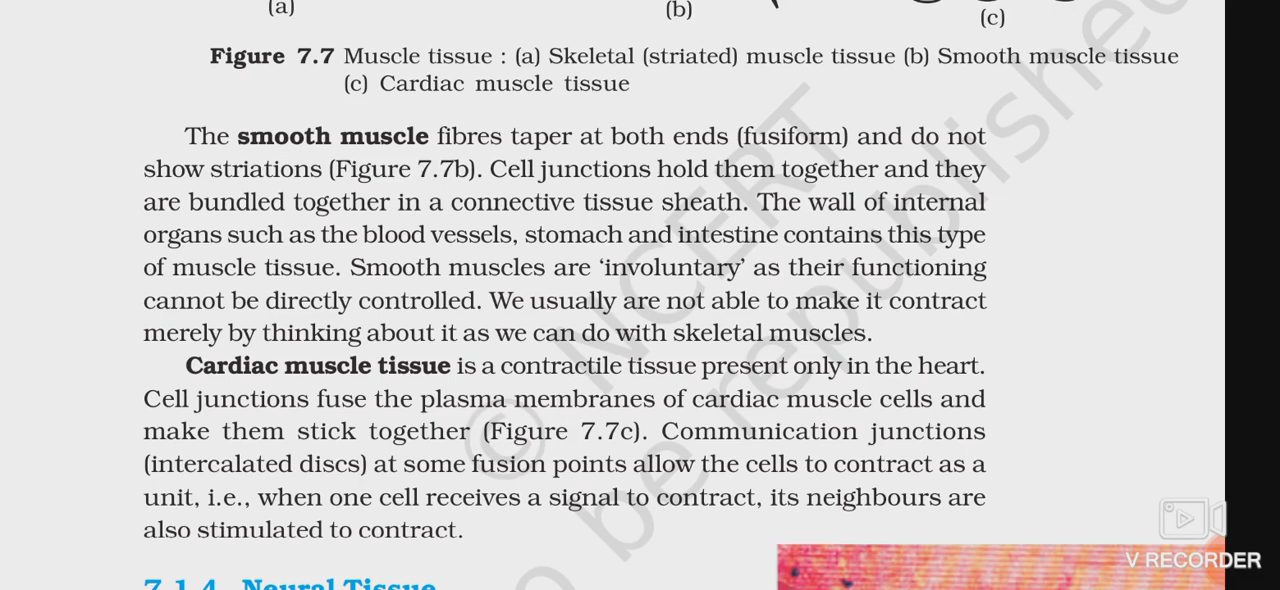 (a)
(b)
(c)
Figure 7.7 Muscle tissue : (a) Skeletal (striated) muscle tissue (b) Smooth muscle tissue
(c) Cardiac muscle tissue
The smooth muscle fibres taper at both ends (fusiform) and do not
show striations (Figure 7.7b). Cell junctions hold them together and they
are bundled together in a connective tissue sheath. The wall of internal
organs such as the blood vessels, stomach and intestine contains this type
of muscle tissue. Smooth muscles are ‘involuntary’ as their functioning
cannot be directly controlled. We usually are not able to make it contract
merely by thinking about it as we can do with skeletal muscles.
Cardiac muscle tissue is a contractile tissue present only in the heart.
Cell junctions fuse the plasma membranes of cardiac muscle cells and
make them stick together (Figure 7.7c). Communication junctions
(intercalated discs) at some fusion points allow the cells to contract as a
unit, i.e., when one cell receives a signal to contract, its neighbours are
also stimulated to contract.
7.1.4 Neural Tissue
© NCERT
be republished
V RECORDER